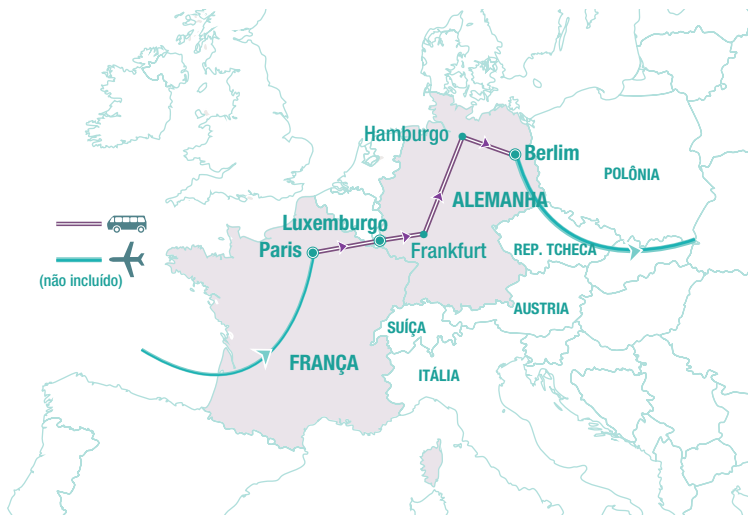 Hamburgo
Berlim
POLÔNIA
ALEMANHA
Luxemburgo
Paris
Frankfurt
REP. TCHECA
(não incluído)
AUSTRIA
SUÍÇA
FRANÇA
ITÁLIA